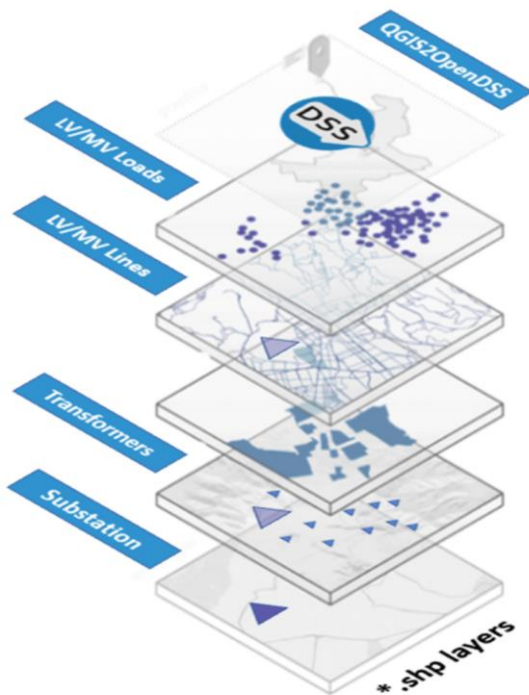 QGIS2OpenDSS
DSS
LV/MV Loads
LV/MV Lines
Transformers
Substation
* .shp layers